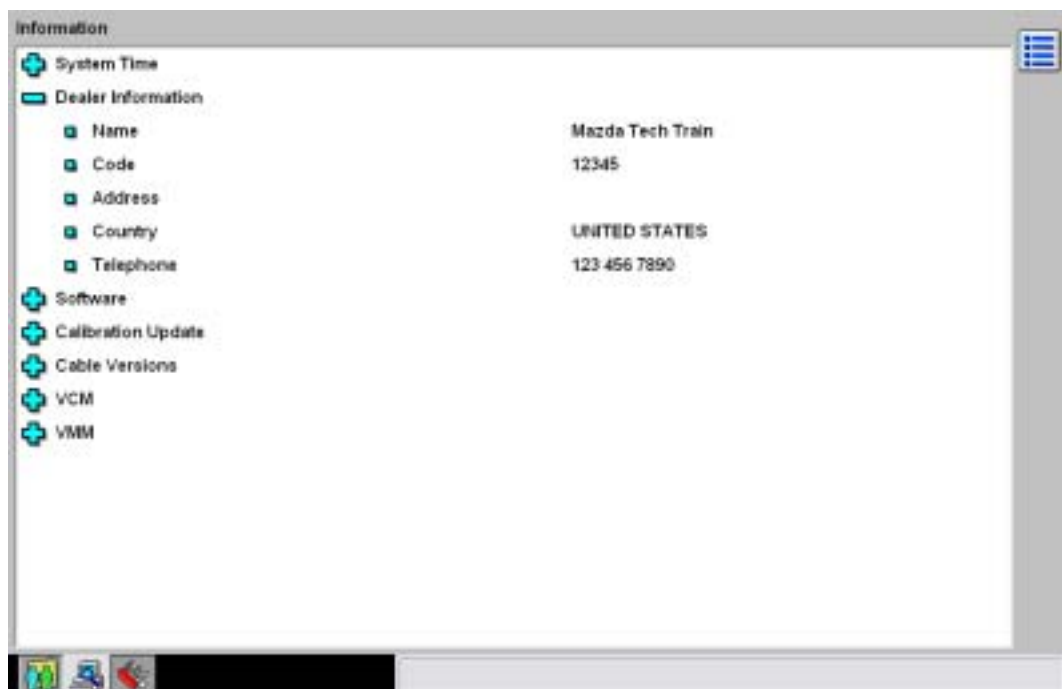 Information
System Time
Dealer Information
Name Mazda Tech Train
Code 12345
Address
Country UNITED STATES
Telephone 123 456 7890
Software
Calibration Update
Cable Versions
VCM
VMM